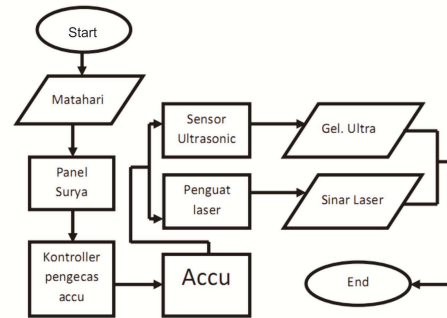 Start
Matahari
Panel
Surya
Kontroller
pengecas
accu
Accu
Sensor
Ultrasonic
Penguat
laser
Gel. Ultra
Sinar Laser
End